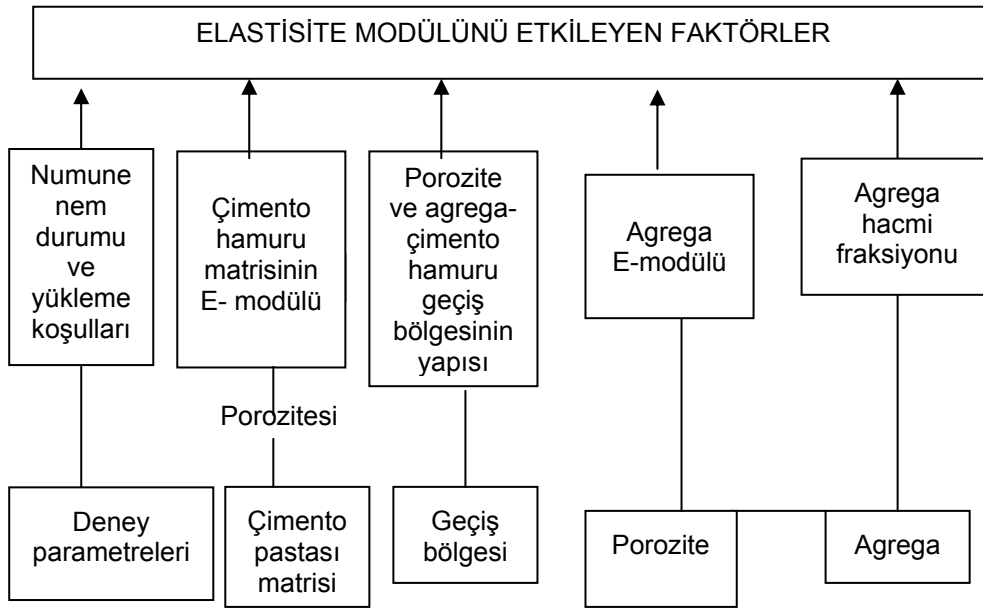 ELASTİSİTE MODÜLÜNÜ ETKİLEYEN FAKTÖRLER
Numune
nem
durumu
ve
yükleme
koşulları
Çimento
hamuru
matrisinin
E- modülü
Porozite
ve agrega-
çimento
hamuru
geçiş
bölgesinin
yapısı
Agrega
E-modülü
Agrega
hacmi
fraksiyonu
Porozitesi
Deney
parametreleri
Çimento
pastası
matrisi
Geçiş
bölgesi
Porozite
Agrega